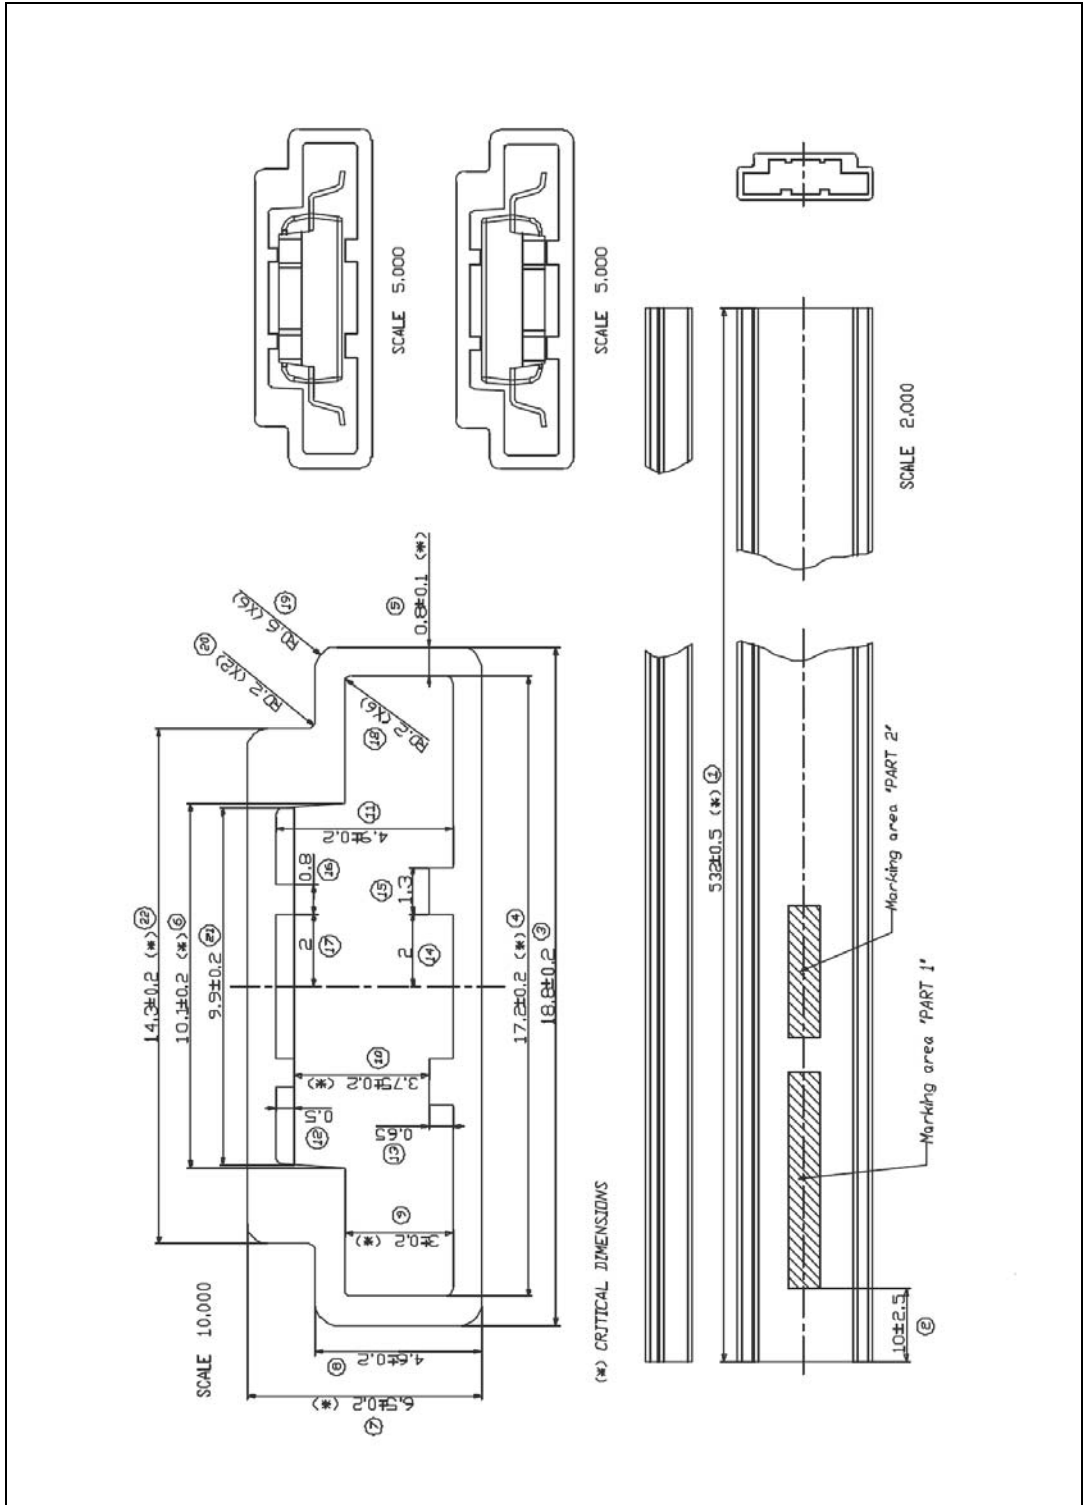 SCALE 5,000
SCALE 5,000
SCALE 2,000
SCALE 10,000
14.3±0.2 (*) 22
10.1±0.2 (*) 6
9.9±0.2 21
R0.2 (X2) 20
R0.6 (X6) 19
0.8±0.1 (*) 5
R0.2 (X6) 18
4.9±0.2 11
0.8 16
2 17
1.3 15
2 14
3.75±0.2 (*) 10
0.5 12
0.65 13
3±0.2 (*) 9
17.2±0.2 (*) 4
18.8±0.2 3
4.6±0.2 8
6.5±0.2 (*) 7
(*) CRITICAL DIMENSIONS
532±0.5 (*) 1
Marking area 'PART 2'
Marking area 'PART 1'
10±2.5
2